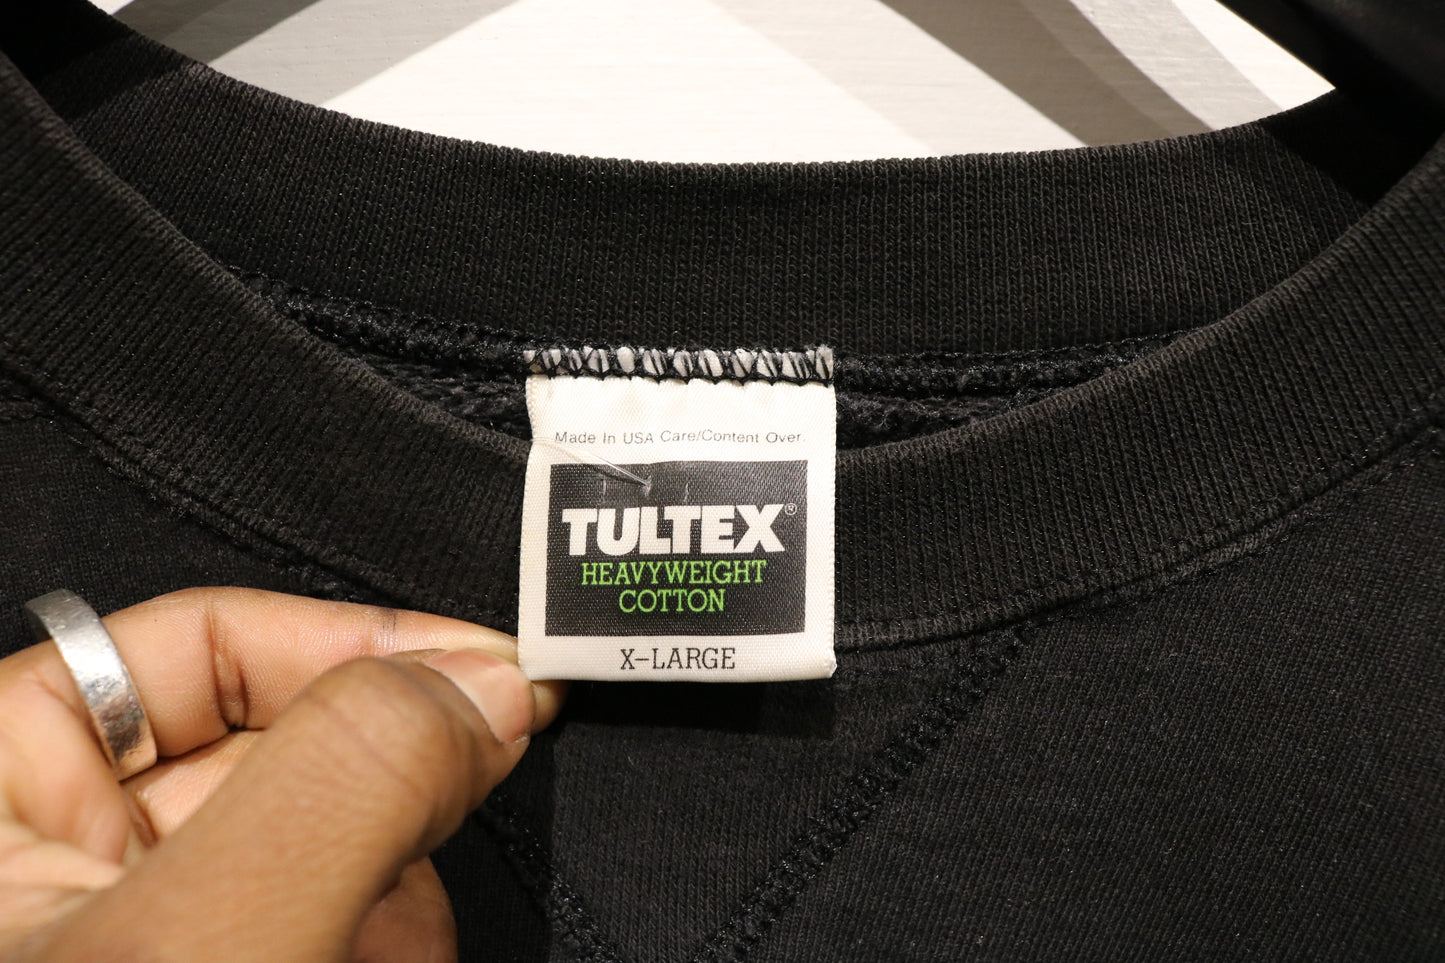 Made In USA Care/Content Over.
TULTEX®
HEAVYWEIGHT
COTTON
X-LARGE